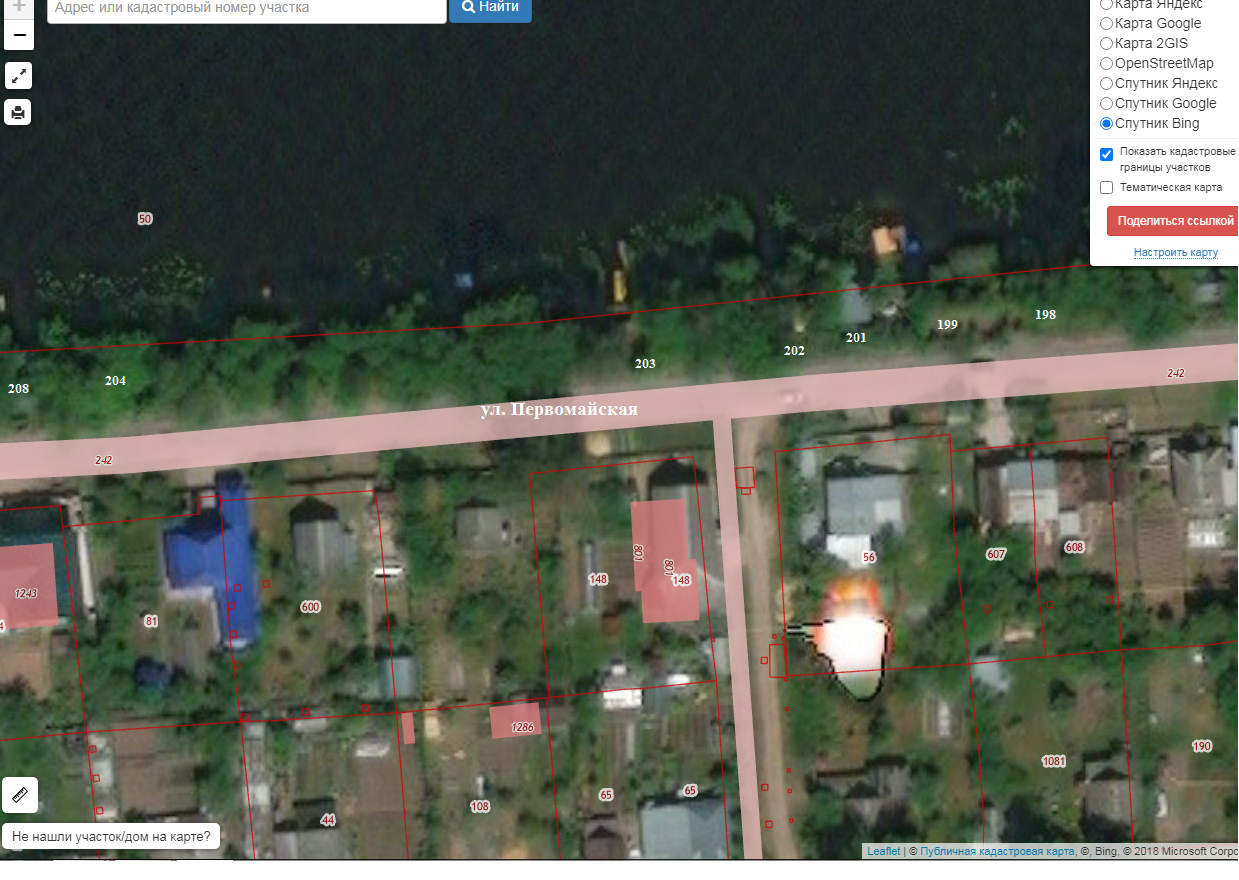 Адрес или кадастровый номер участка
Найти
Карта Яндекс
Карта Google
Карта 2GIS
OpenStreetMap
Спутник Яндекс
Спутник Google
Спутник Bing
Показать кадастровые
границы участков
Тематическая карта
Поделиться ссылкой
Настроить карту
50
198
199
201
202
203
204
208
242
ул. Первомайская
242
801
801
56
607
608
1243
81
600
148
148
4
1286
190
1081
108
65
65
44
Не нашли участок/дом на карте?
Leaflet | © Публичная кадастровая карта, ©, Bing, © 2018 Microsoft Corpo